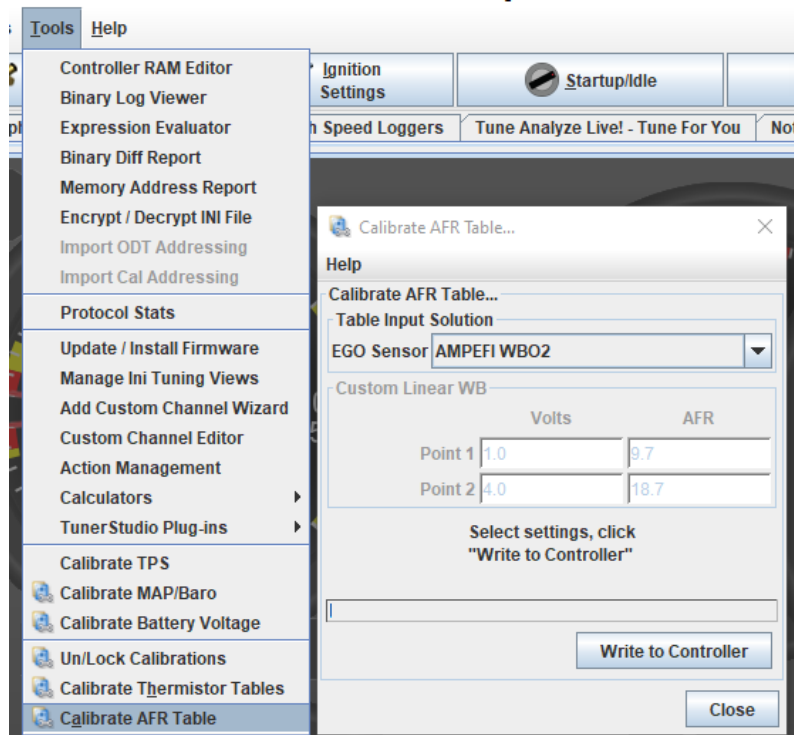 Tools Help
Controller RAM Editor
Binary Log Viewer
Expression Evaluator
Binary Diff Report
Memory Address Report
Encrypt / Decrypt INI File
Import ODT Addressing
Import Cal Addressing
Protocol Stats
Update / Install Firmware
Manage Ini Tuning Views
Add Custom Channel Wizard
Custom Channel Editor
Action Management
Calculators
TunerStudio Plug-ins
Calibrate TPS
Calibrate MAP/Baro
Calibrate Battery Voltage
Un/Lock Calibrations
Calibrate Thermistor Tables
Calibrate AFR Table
Ignition
Settings
Startup/Idle
Speed Loggers
Tune Analyze Live! - Tune For You
Calibrate AFR Table...
Help
Calibrate AFR Table...
Table Input Solution
EGO Sensor AMPEFI WBO2
Custom Linear WB
Volts AFR
Point 1 1.0 9.7
Point 2 4.0 18.7
Select settings, click
"Write to Controller"
Write to Controller
Close